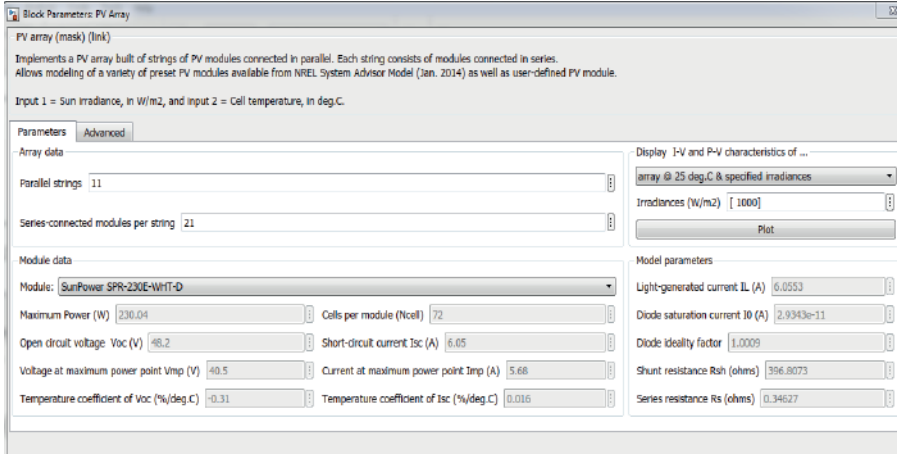 Block Parameters: PV Array
PV array (mask) (link)
Implements a PV array built of strings of PV modules connected in parallel. Each string consists of modules connected in series.
Allows modeling of a variety of preset PV modules available from NREL System Advisor Model (Jan. 2014) as well as user-defined PV module.
Input 1 = Sun irradiance, in W/m2, and input 2 = Cell temperature, in deg.C.
Parameters Advanced
Array data
Parallel strings 11
Series-connected modules per string 21
Display I-V and P-V characteristics of ...
array @ 25 deg.C & specified irradiances
Irradiances (W/m2) [ 1000]
Plot
Module data
Module: SunPower SPR-230E-WHT-D
Maximum Power (W) 230.04 Cells per module (Ncell) 72
Open circuit voltage Voc (V) 48.2 Short-circuit current Isc (A) 6.05
Voltage at maximum power point Vmp (V) 40.5 Current at maximum power point Imp (A) 5.68
Temperature coefficient of Voc (%/deg.C) -0.31 Temperature coefficient of Isc (%/deg.C) 0.016
Model parameters
Light-generated current IL (A) 6.0553
Diode saturation current I0 (A) 2.9343e-11
Diode ideality factor 1.0009
Shunt resistance Rsh (ohms) 396.8073
Series resistance Rs (ohms) 0.34627